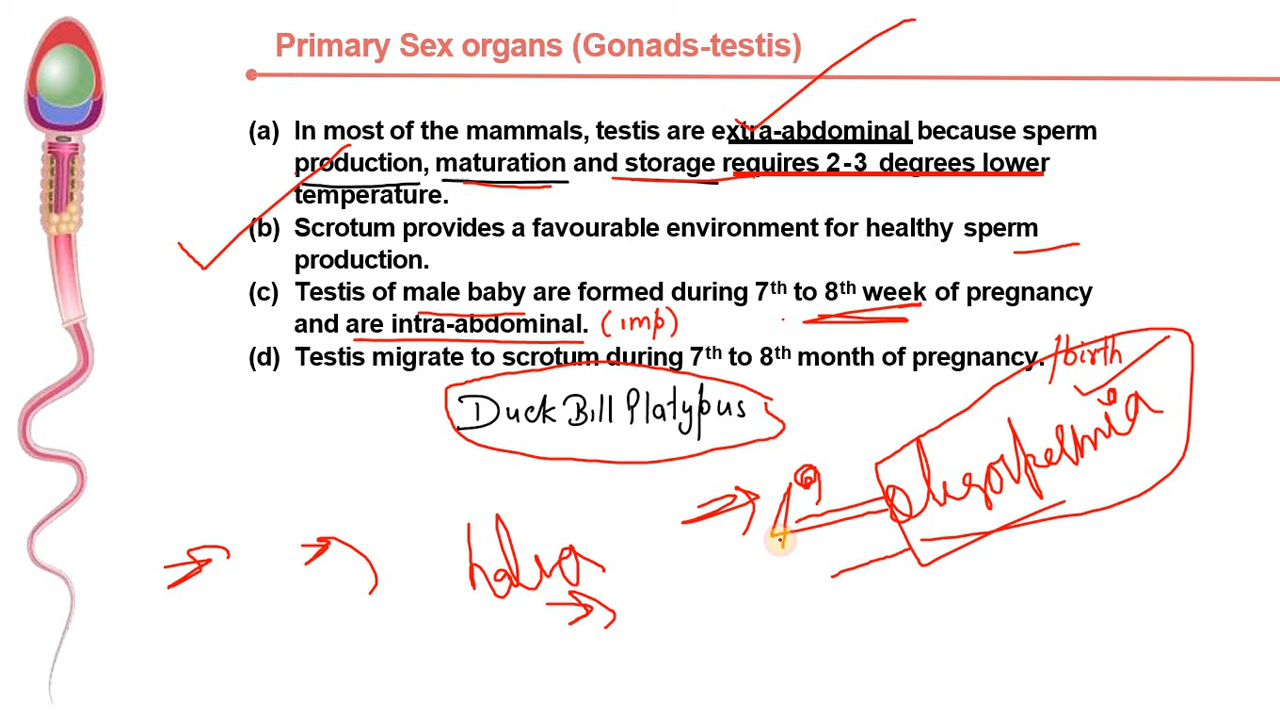 Primary Sex organs (Gonads-testis)
(a) In most of the mammals, testis are extra-abdominal because sperm
production, maturation and storage requires 2-3 degrees lower
temperature.
(b) Scrotum provides a favourable environment for healthy sperm
production.
(c) Testis of male baby are formed during 7th to 8th week of pregnancy
and are intra-abdominal. (imp)
(d) Testis migrate to scrotum during 7th to 8th month of pregnancy. /birth
Duck Bill Platypus